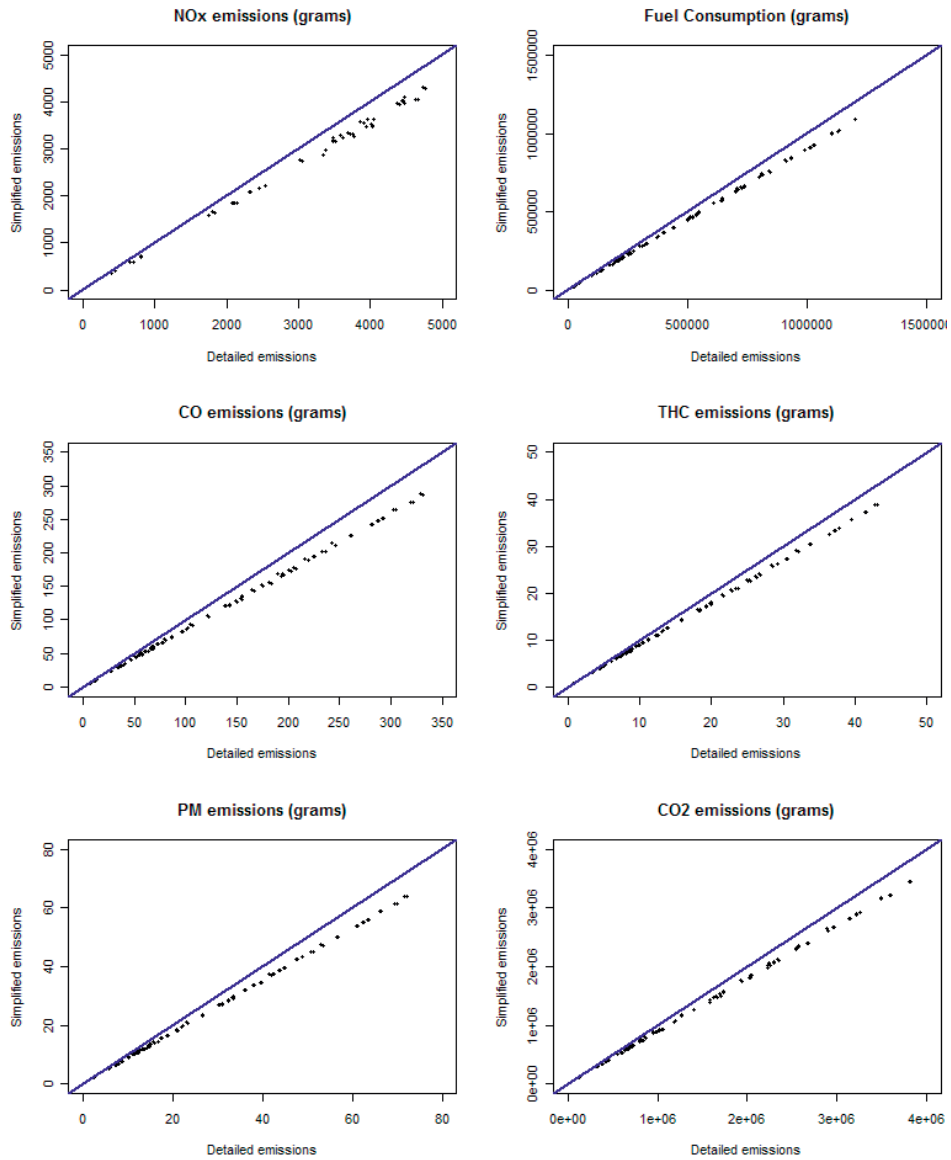 NOx emissions (grams)
Simplified emissions
0 1000 2000 3000 4000 5000
0 1000 2000 3000 4000 5000
Detailed emissions
Fuel Consumption (grams)
Simplified emissions
0 500000 1000000 1500000
0 500000 1000000 1500000
Detailed emissions
CO emissions (grams)
Simplified emissions
0 50 100 150 200 250 300 350
0 50 100 150 200 250 300 350
Detailed emissions
THC emissions (grams)
Simplified emissions
0 10 20 30 40 50
0 10 20 30 40 50
Detailed emissions
PM emissions (grams)
Simplified emissions
0 20 40 60 80
0 20 40 60 80
Detailed emissions
CO2 emissions (grams)
Simplified emissions
0e+00 1e+06 2e+06 3e+06 4e+06
0e+00 1e+06 2e+06 3e+06 4e+06
Detailed emissions